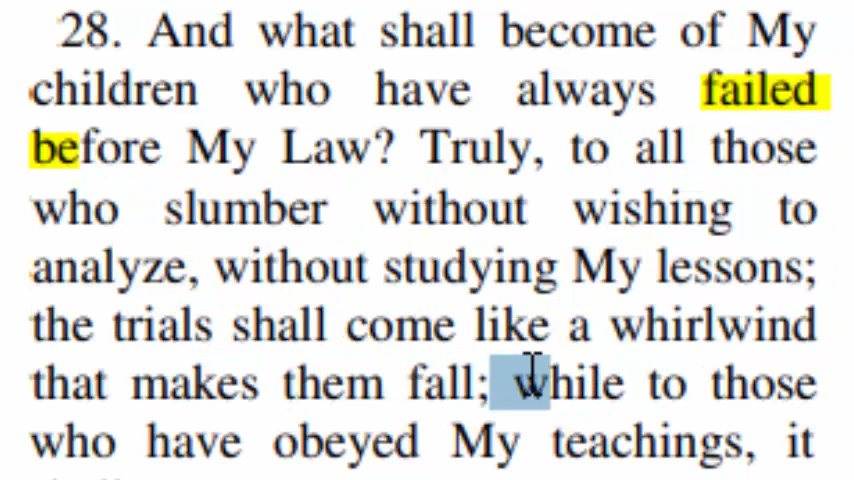 28. And what shall become of My
children who have always failed
before My Law? Truly, to all those
who slumber without wishing to
analyze, without studying My lessons;
the trials shall come like a whirlwind
that makes them fall; while to those
who have obeyed My teachings, it